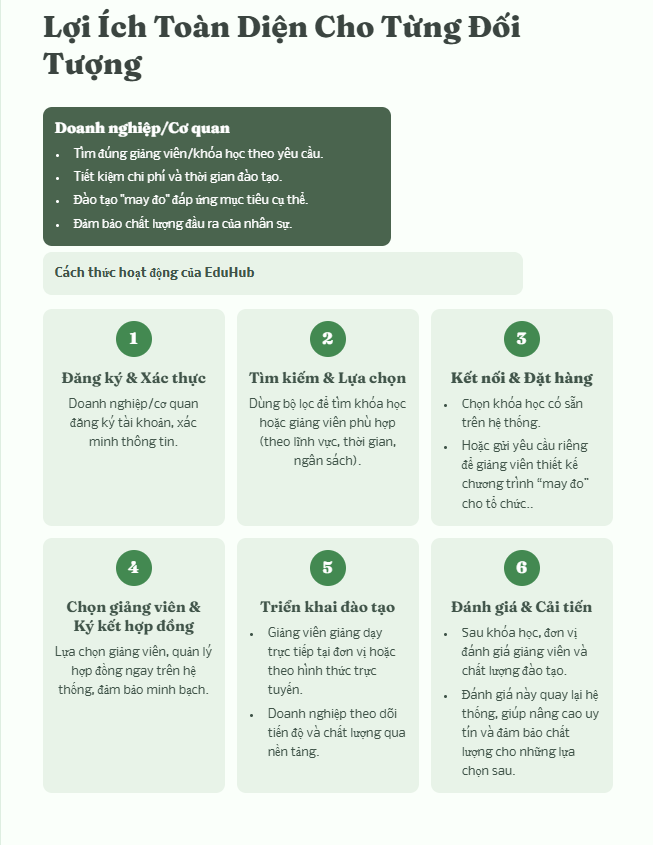 Lợi Ích Toàn Diện Cho Từng Đối
Tượng
Doanh nghiệp/Cơ quan
• Tìm đúng giảng viên/khóa học theo yêu cầu.
• Tiết kiệm chi phí và thời gian đào tạo.
• Đào tạo "may đo" đáp ứng mục tiêu cụ thể.
• Đảm bảo chất lượng đầu ra của nhân sự.
Cách thức hoạt động của EduHub
1
Đăng ký & Xác thực
Doanh nghiệp/cơ quan
đăng ký tài khoản, xác
minh thông tin.
2
Tìm kiếm & Lựa chọn
Dùng bộ lọc để tìm khóa học
hoặc giảng viên phù hợp
(theo lĩnh vực, thời gian,
ngân sách).
3
Kết nối & Đặt hàng
• Chọn khóa học có sẵn
trên hệ thống.
• Hoặc gửi yêu cầu riêng
để giảng viên thiết kế
chương trình “may đo”
cho tổ chức..
4
Chọn giảng viên &
Ký kết hợp đồng
Lựa chọn giảng viên, quản lý
hợp đồng ngay trên hệ
thống, đảm bảo minh bạch.
5
Triển khai đào tạo
• Giảng viên giảng dạy
trực tiếp tại đơn vị hoặc
theo hình thức trực
tuyến.
• Doanh nghiệp theo dõi
tiến độ và chất lượng qua
nền tảng.
6
Đánh giá & Cải tiến
• Sau khóa học, đơn vị
đánh giá giảng viên và
chất lượng đào tạo.
• Đánh giá này quay lại hệ
thống, giúp nâng cao uy
tín và đảm bảo chất
lượng cho những lựa
chọn sau.